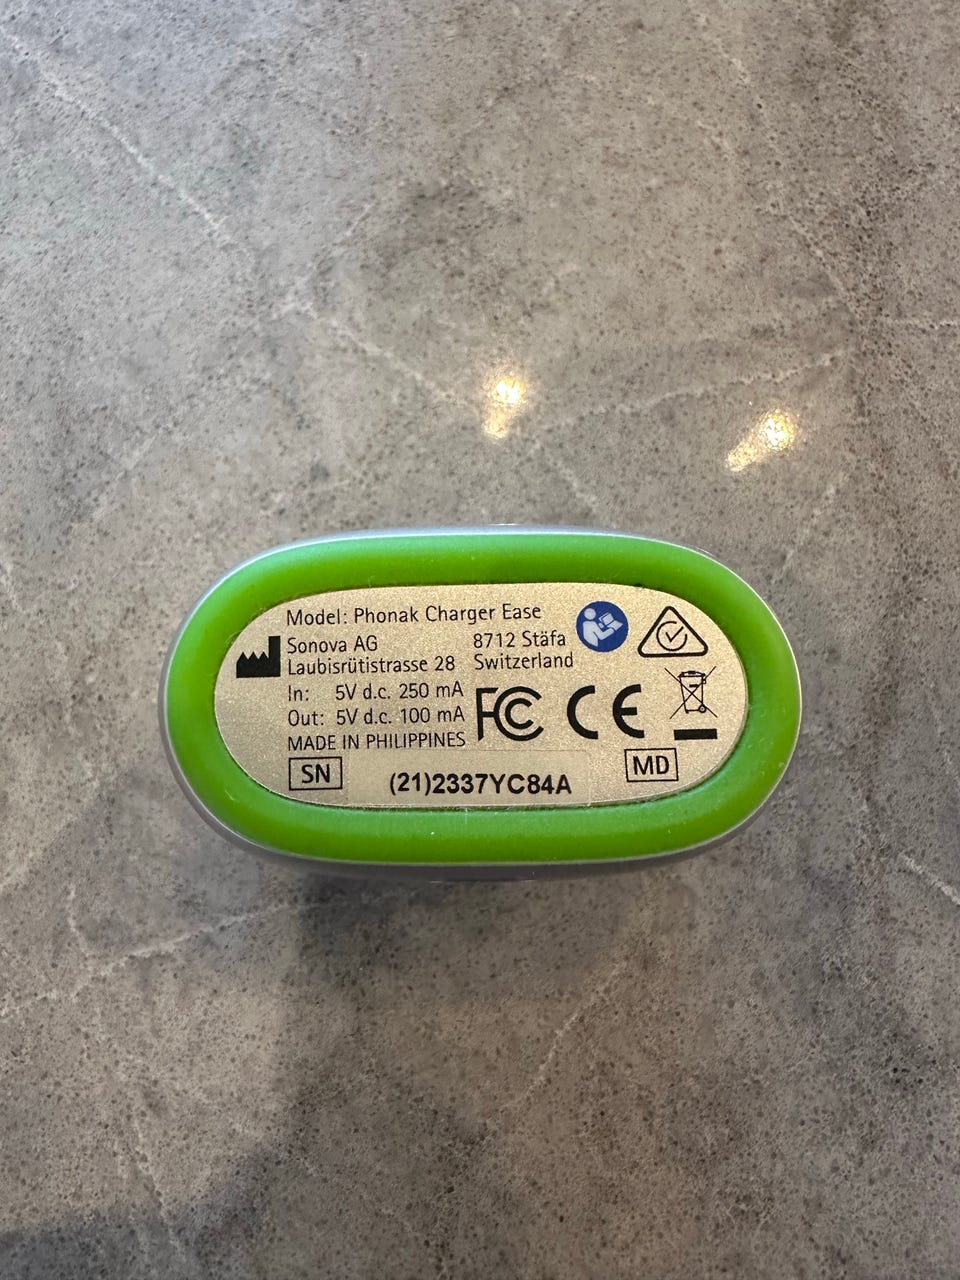 Model: Phonak Charger Ease
Sonova AG 8712 Stäfa
Laubisrütistrasse 28 Switzerland
In: 5V d.c. 250 mA
Out: 5V d.c. 100 mA
FC CE
MADE IN PHILIPPINES
SN (21)2337YC84A MD